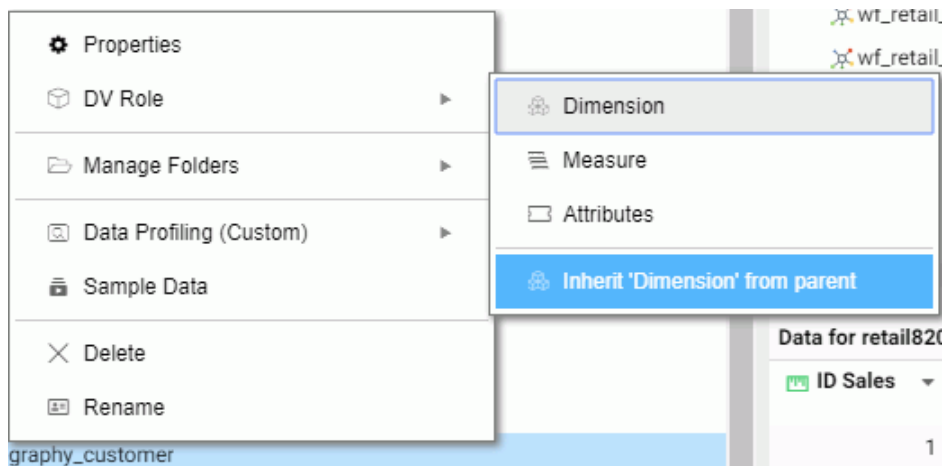 Properties
DV Role
Manage Folders
Data Profiling (Custom)
Sample Data
Delete
Rename
graphy_customer
wf_retail_
wf_retail_
Dimension
Measure
Attributes
Inherit 'Dimension' from parent
Data for retail820
ID Sales
1